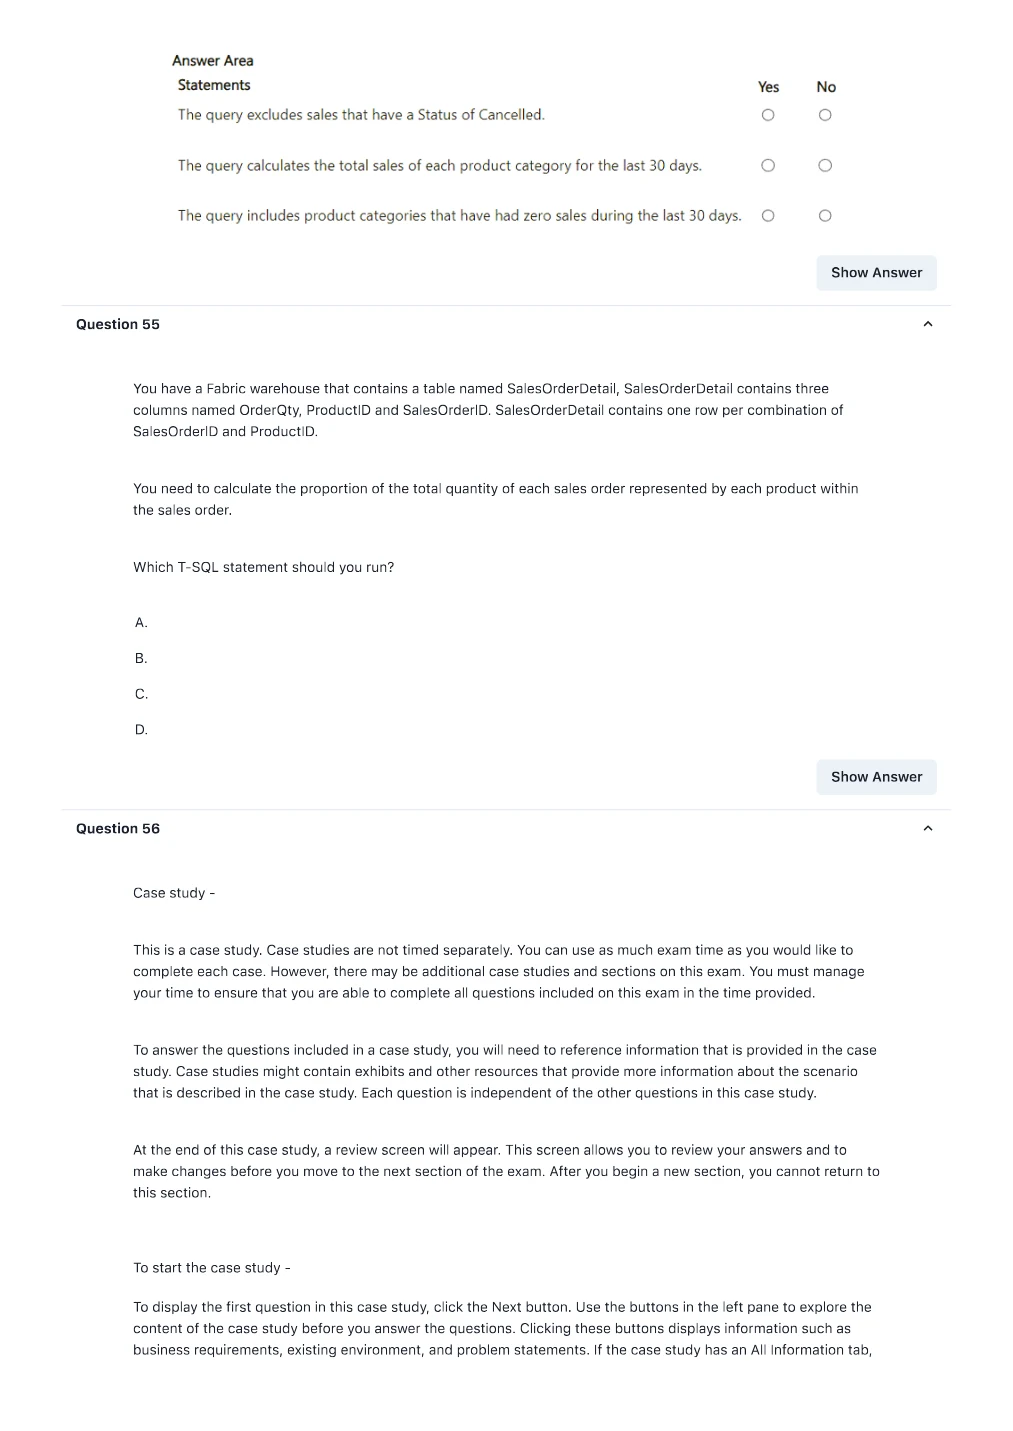 Answer Area
Statements Yes No
The query excludes sales that have a Status of Cancelled.
The query calculates the total sales of each product category for the last 30 days.
The query includes product categories that have had zero sales during the last 30 days.
Show Answer
Question 55
You have a Fabric warehouse that contains a table named SalesOrderDetail, SalesOrderDetail contains three
columns named OrderQty, ProductID and SalesOrderID. SalesOrderDetail contains one row per combination of
SalesOrderID and ProductID.
You need to calculate the proportion of the total quantity of each sales order represented by each product within
the sales order.
Which T-SQL statement should you run?
A.
B.
C.
D.
Show Answer
Question 56
Case study -
This is a case study. Case studies are not timed separately. You can use as much exam time as you would like to
complete each case. However, there may be additional case studies and sections on this exam. You must manage
your time to ensure that you are able to complete all questions included on this exam in the time provided.
To answer the questions included in a case study, you will need to reference information that is provided in the case
study. Case studies might contain exhibits and other resources that provide more information about the scenario
that is described in the case study. Each question is independent of the other questions in this case study.
At the end of this case study, a review screen will appear. This screen allows you to review your answers and to
make changes before you move to the next section of the exam. After you begin a new section, you cannot return to
this section.
To start the case study -
To display the first question in this case study, click the Next button. Use the buttons in the left pane to explore the
content of the case study before you answer the questions. Clicking these buttons displays information such as
business requirements, existing environment, and problem statements. If the case study has an All Information tab,